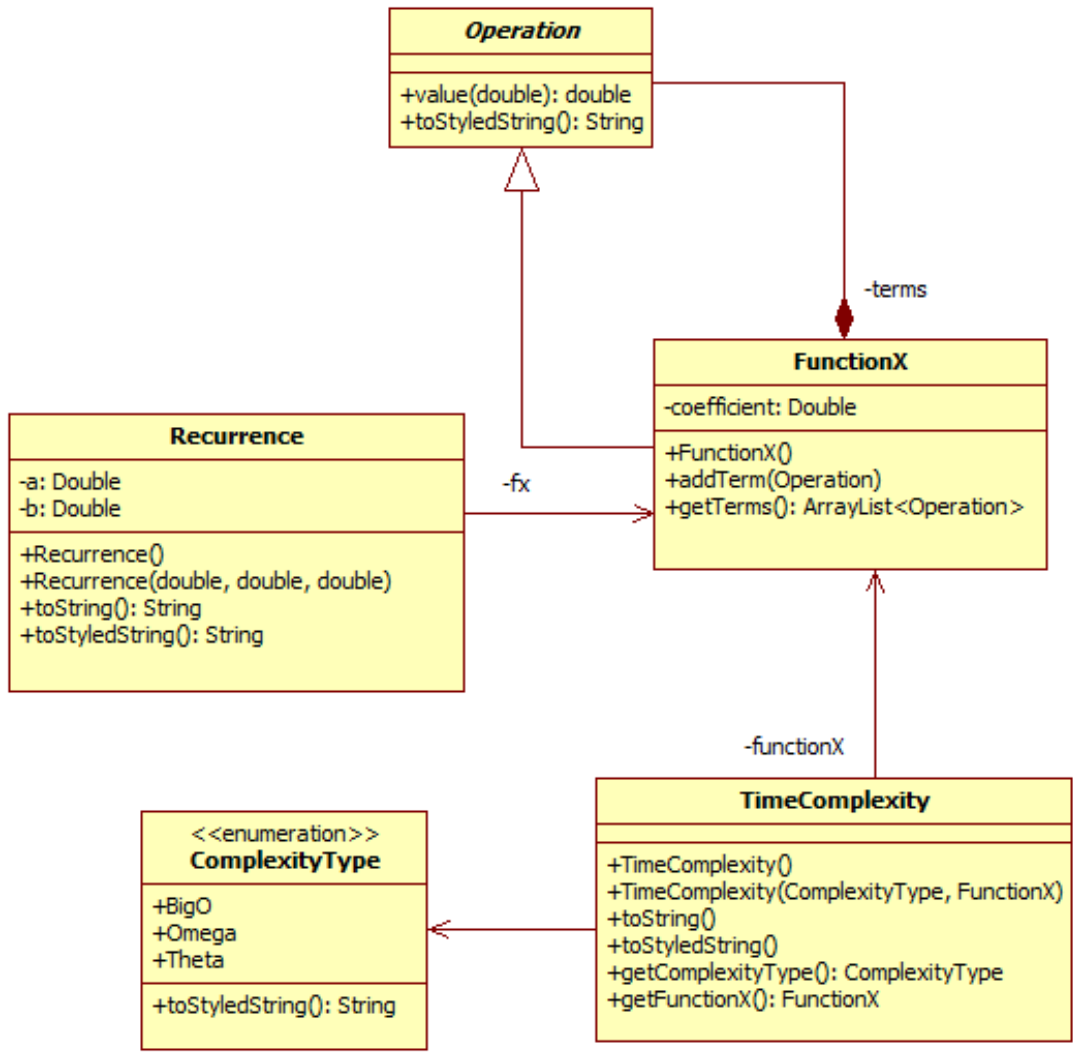 Operation
+value(double): double
+toStyledString(): String
-terms
FunctionX
-coefficient: Double
+FunctionX()
+addTerm(Operation)
+getTerms(): ArrayList<Operation>
Recurrence
-a: Double
-b: Double
+Recurrence()
+Recurrence(double, double, double)
+toString(): String
+toStyledString(): String
-fx
-functionX
TimeComplexity
+TimeComplexity()
+TimeComplexity(ComplexityType, FunctionX)
+toString()
+toStyledString()
+getComplexityType(): ComplexityType
+getFunctionX(): FunctionX
<<enumeration>>
ComplexityType
+BigO
+Omega
+Theta
+toStyledString(): String